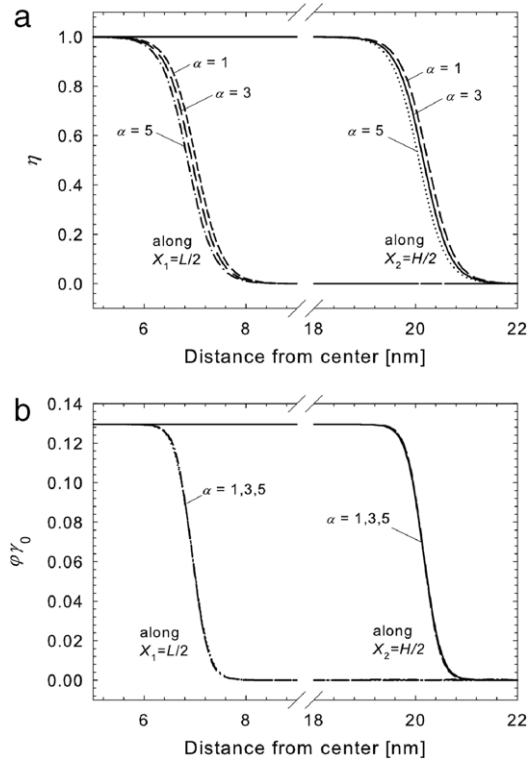 a
1.0
0.8
0.6
0.4
0.2
0.0
η
α = 1
α = 3
α = 5
along
X₁=L/2
α = 1
α = 3
α = 5
along
X₂=H/2
6
8
18
20
22
Distance from center [nm]
b
0.14
0.12
0.10
0.08
0.06
0.04
0.02
0.00
φγ₀
α = 1,3,5
along
X₁=L/2
α = 1,3,5
along
X₂=H/2
6
8
18
20
22
Distance from center [nm]